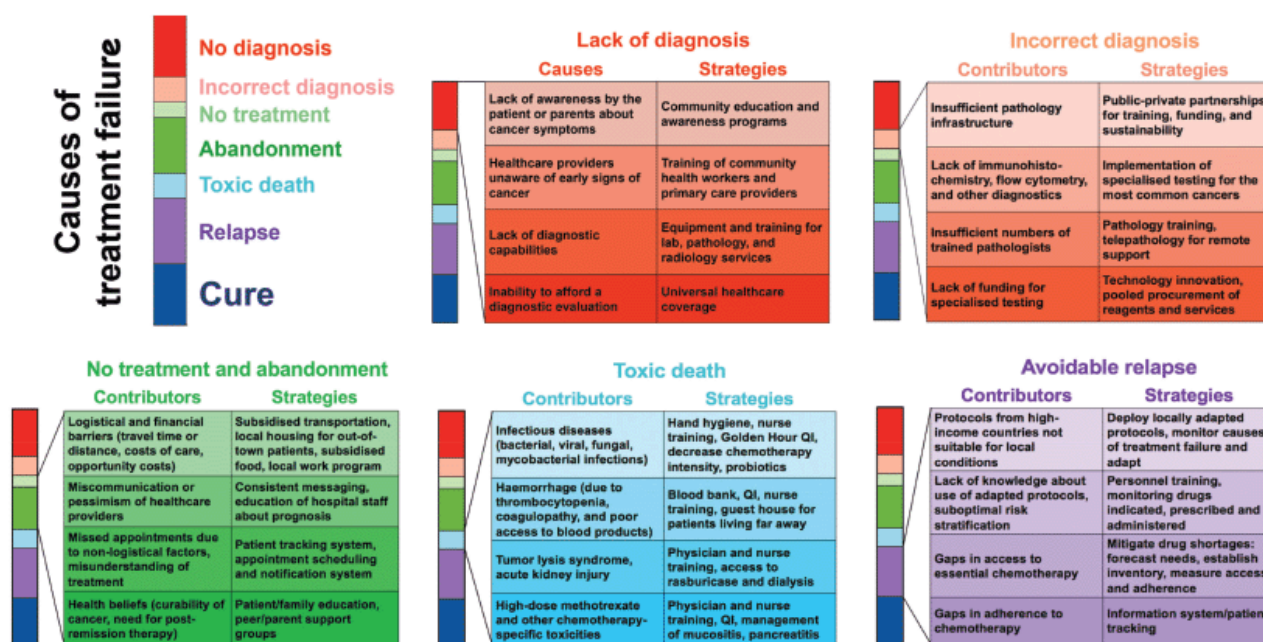 Causes of
treatment failure
No diagnosis
Incorrect diagnosis
No treatment
Abandonment
Toxic death
Relapse
Cure
Lack of diagnosis
Causes
Strategies
Lack of awareness by the
patient or parents about
cancer symptoms
Community education and
awareness programs
Healthcare providers
unaware of early signs of
cancer
Training of community
health workers and
primary care providers
Lack of diagnostic
capabilities
Equipment and training for
lab, pathology, and
radiology services
Inability to afford a
diagnostic evaluation
Universal healthcare
coverage
Incorrect diagnosis
Contributors
Strategies
Insufficient pathology
infrastructure
Public-private partnerships
for training, funding, and
sustainability
Lack of immunohisto-
chemistry, flow cytometry,
and other diagnostics
Implementation of
specialised testing for the
most common cancers
Insufficient numbers of
trained pathologists
Pathology training,
telepathology for remote
support
Lack of funding for
specialised testing
Technology innovation,
pooled procurement of
reagents and services
No treatment and abandonment
Contributors
Strategies
Logistical and financial
barriers (travel time or
distance, costs of care,
opportunity costs)
Subsidised transportation,
local housing for out-of-
town patients, subsidised
food, local work program
Miscommunication or
pessimism of healthcare
providers
Consistent messaging,
education of hospital staff
about prognosis
Missed appointments due
to non-logistical factors,
misunderstanding of
treatment
Patient tracking system,
appointment scheduling
and notification system
Health beliefs (curability of
cancer, need for post-
remission therapy)
Patient/family education,
peer/parent support
groups
Toxic death
Contributors
Strategies
Infectious diseases
(bacterial, viral, fungal,
mycobacterial infections)
Hand hygiene, nurse
training, Golden Hour QI,
decrease chemotherapy
intensity, probiotics
Haemorrhage (due to
thrombocytopenia,
coagulopathy, and poor
access to blood products)
Blood bank, QI, nurse
training, guest house for
patients living far away
Tumor lysis syndrome,
acute kidney injury
Physician and nurse
training, access to
rasburicase and dialysis
High-dose methotrexate
and other chemotherapy-
specific toxicities
Physician and nurse
training, QI, management
of mucositis, pancreatitis
Avoidable relapse
Contributors
Strategies
Protocols from high-
income countries not
suitable for local
conditions
Deploy locally adapted
protocols, monitor causes
of treatment failure and
adapt
Lack of knowledge about
use of adapted protocols,
suboptimal risk
stratification
Personnel training,
monitoring drugs
indicated, prescribed and
administered
Gaps in access to
essential chemotherapy
Mitigate drug shortages:
forecast needs, establish
inventory, measure access
and adherence
Gaps in adherence to
chemotherapy
Information system/patient
tracking